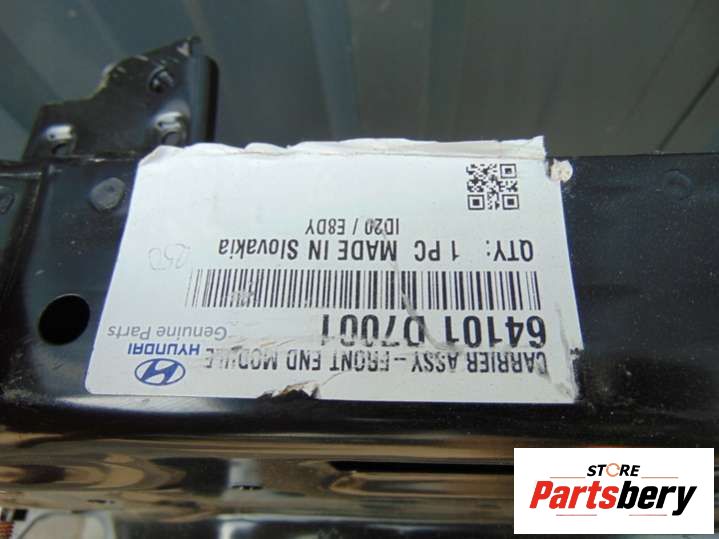 CARRIER ASSY-FRONT END MODULE
HYUNDAI
Genuine Parts
64101 D7001
QTY: 1 PC MADE IN Slovakia
ID20 / E8DY
250
STORE
Partsbery